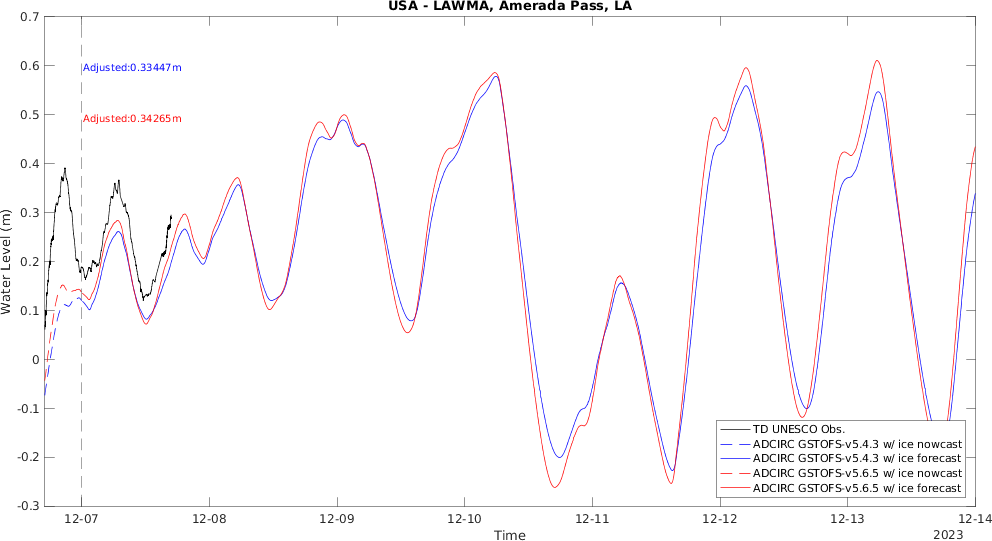 USA - LAWMA, Amerada Pass, LA
0.7
0.6
0.5
0.4
0.3
0.2
0.1
0
-0.1
-0.2
-0.3
Water Level (m)
Adjusted:0.33447m
Adjusted:0.34265m
TD UNESCO Obs.
ADCIRC GSTOFS-v5.4.3 w/ ice nowcast
ADCIRC GSTOFS-v5.4.3 w/ ice forecast
ADCIRC GSTOFS-v5.6.5 w/ ice nowcast
ADCIRC GSTOFS-v5.6.5 w/ ice forecast
12-07 12-08 12-09 12-10 12-11 12-12 12-13 12-14
Time
2023